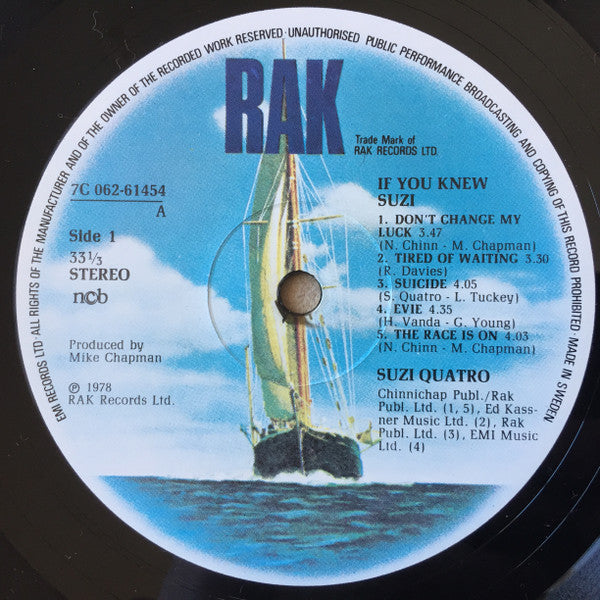 EMI RECORDS LTD·ALL RIGHTS OF THE MANUFACTURER AND OF THE OWNER OF THE RECORDED WORK RESERVED·UNAUTHORISED PUBLIC PERFORMANCE BROADCASTING AND COPYING OF THIS RECORD PROHIBITED MADE IN SWEDEN
RAK
Trade Mark of
RAK RECORDS LTD.
7C 062-61454
A
Side 1
33⅓
STEREO
ncb
Produced by
Mike Chapman
℗ 1978
RAK Records Ltd.
IF YOU KNEW
SUZI
1. DON'T CHANGE MY
LUCK 3.47
(N. Chinn - M. Chapman)
2. TIRED OF WAITING 3.30
(R. Davies)
3. SUICIDE 4.05
(S. Quatro - L. Tuckey)
4. EVIE 4.35
(H. Vanda - G. Young)
5. THE RACE IS ON 4.03
(N. Chinn - M. Chapman)
SUZI QUATRO
Chinnichap Publ./Rak
Publ. Ltd. (1, 5), Ed Kass-
ner Music Ltd. (2), Rak
Publ. Ltd. (3), EMI Music
Ltd. (4)